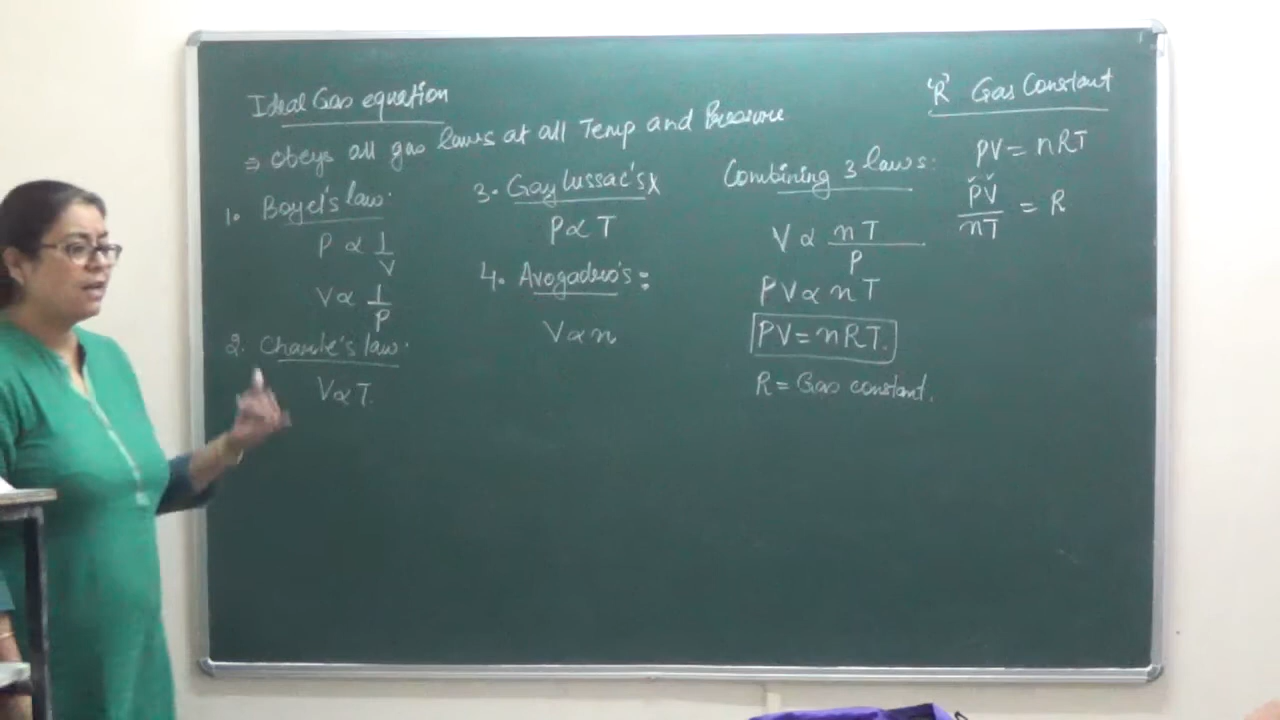 Ideal Gas equation
⇒ Obeys all gas laws at all Temp and Pressure
1. Boyel's law:
P ∝ 1/V
V ∝ 1/P
2. Charle's law:
V ∝ T.
3. Gay lussac's x
P ∝ T
4. Avogadro's:
V ∝ n
Combining 3 laws:
V ∝ nT/P
PV ∝ nT
PV = nRT.
R = Gas constant.
'R' Gas Constant
PV = nRT
PV/nT = R